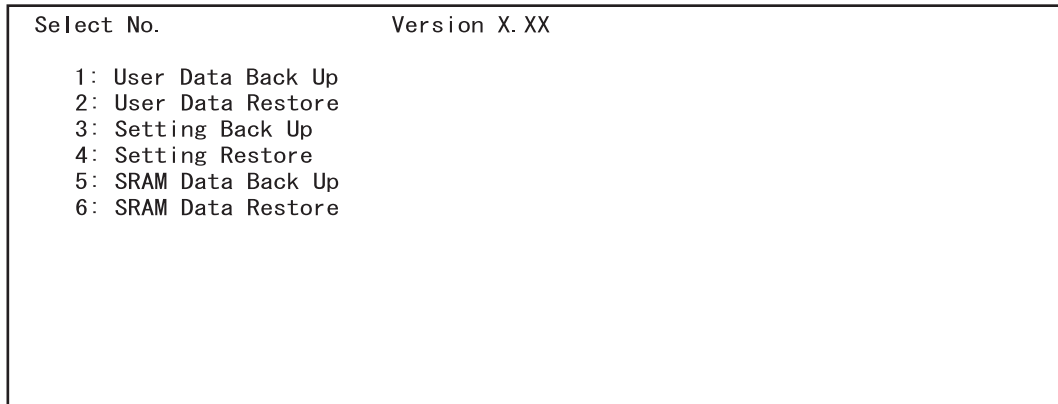 Select No. Version X.XX
1: User Data Back Up
2: User Data Restore
3: Setting Back Up
4: Setting Restore
5: SRAM Data Back Up
6: SRAM Data Restore